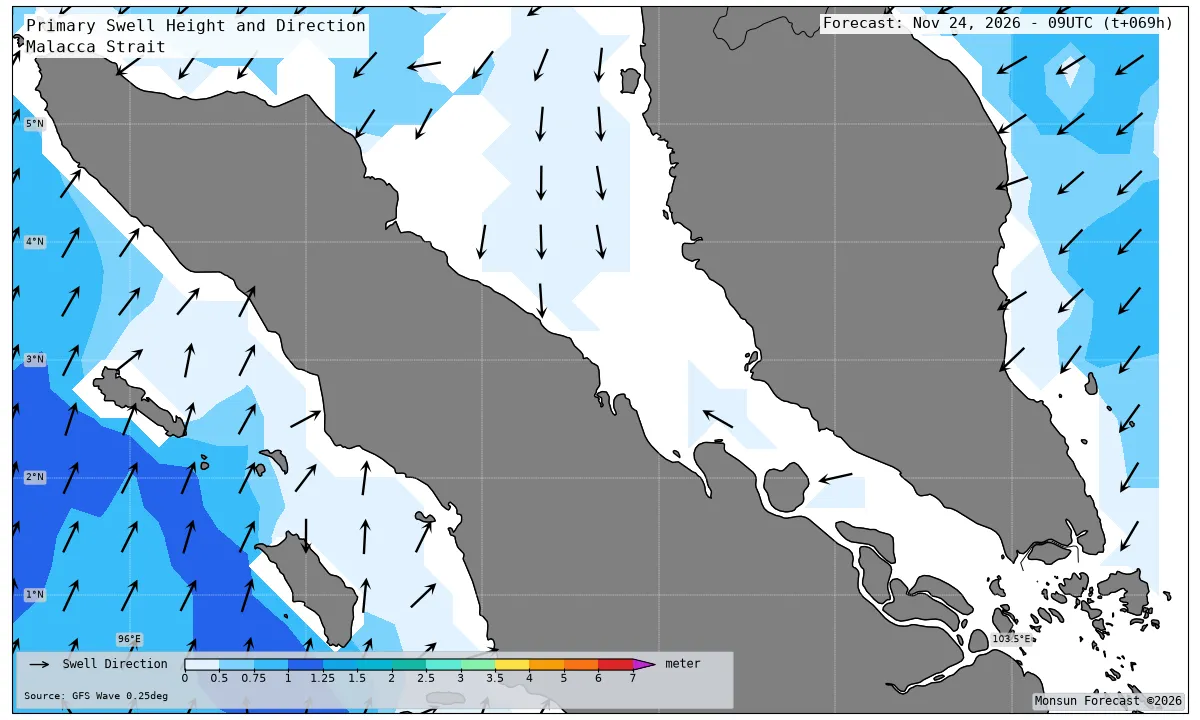 Primary Swell Height and Direction
Malacca Strait
Forecast: Nov 24, 2026 - 09UTC (t+069h)
5°N
4°N
3°N
2°N
1°N
96°E
103.5°E
Swell Direction
0 0.5 0.75 1 1.25 1.5 2 2.5 3 3.5 4 5 6 7
meter
Source: GFS Wave 0.25deg
Monsun Forecast ©2026